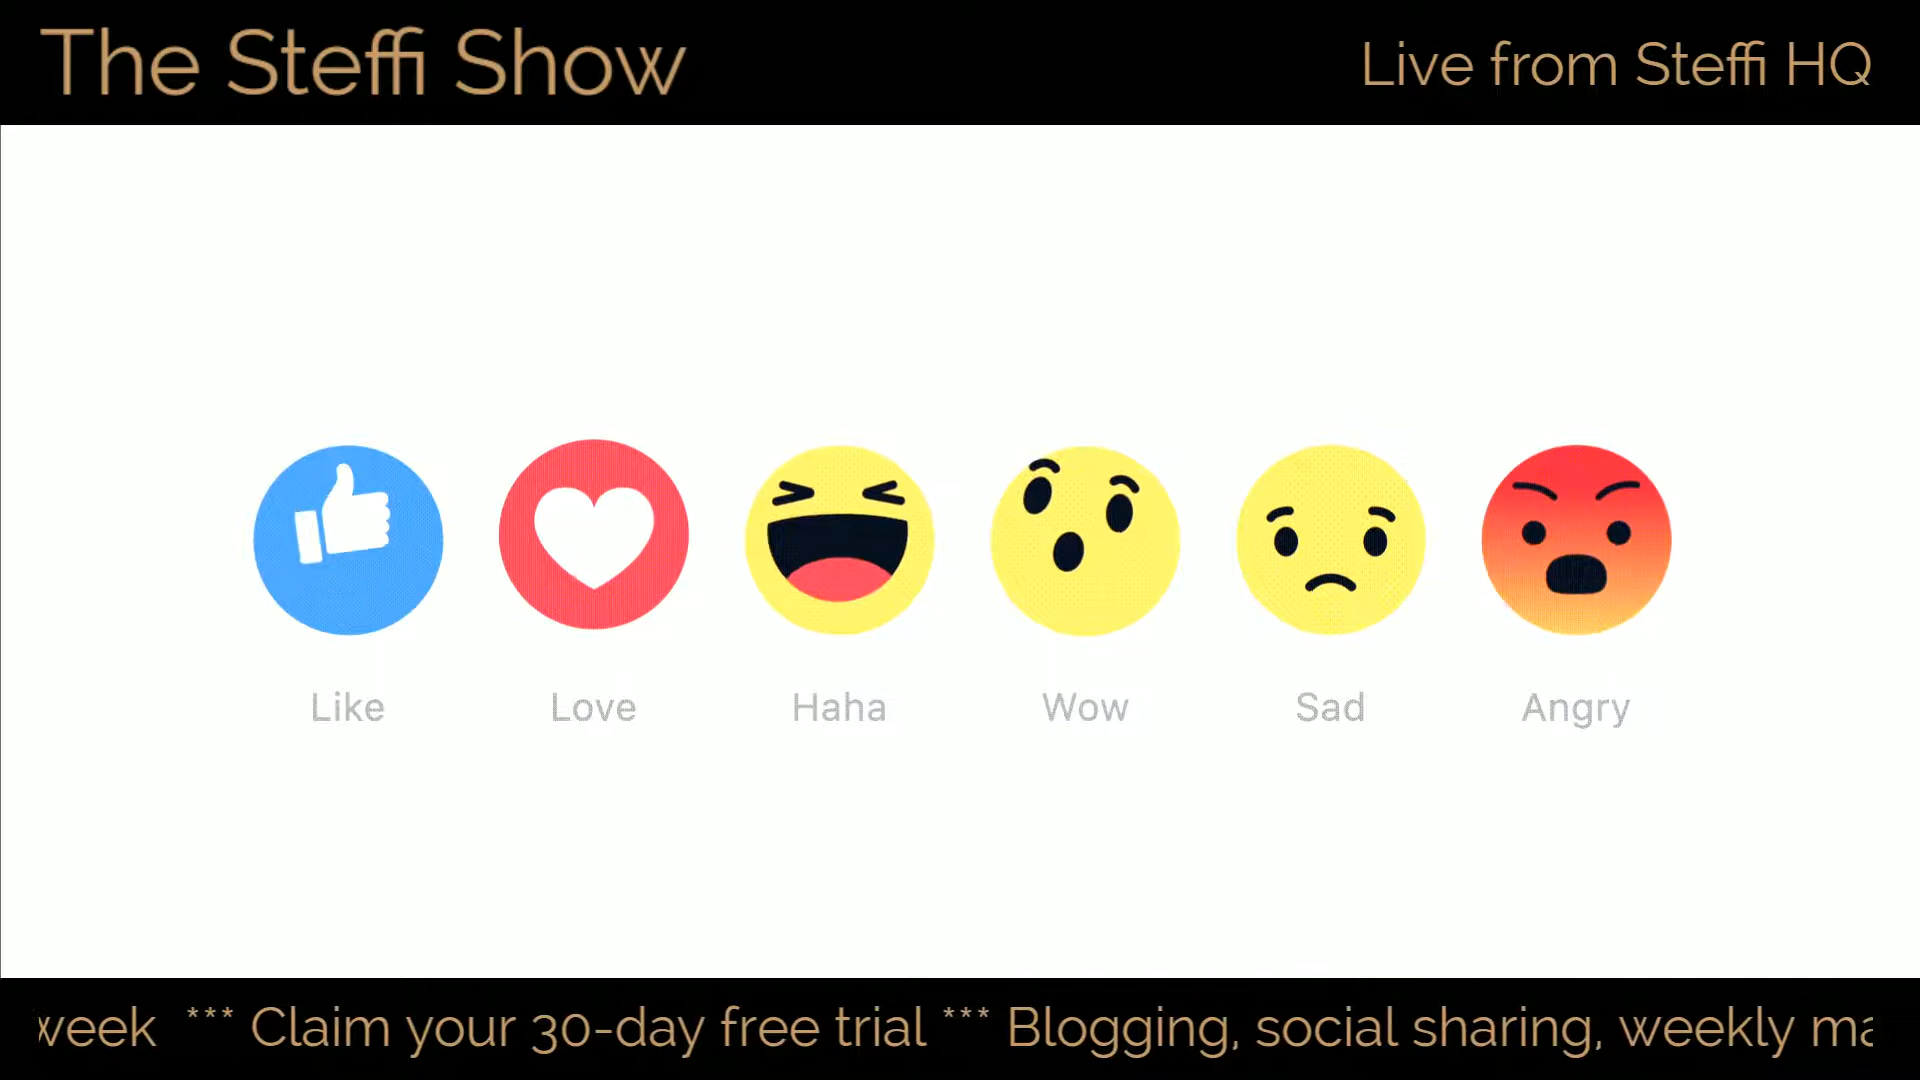 The Steffi Show
Live from Steffi HQ
Like Love Haha Wow Sad Angry
week *** Claim your 30-day free trial *** Blogging, social sharing, weekly